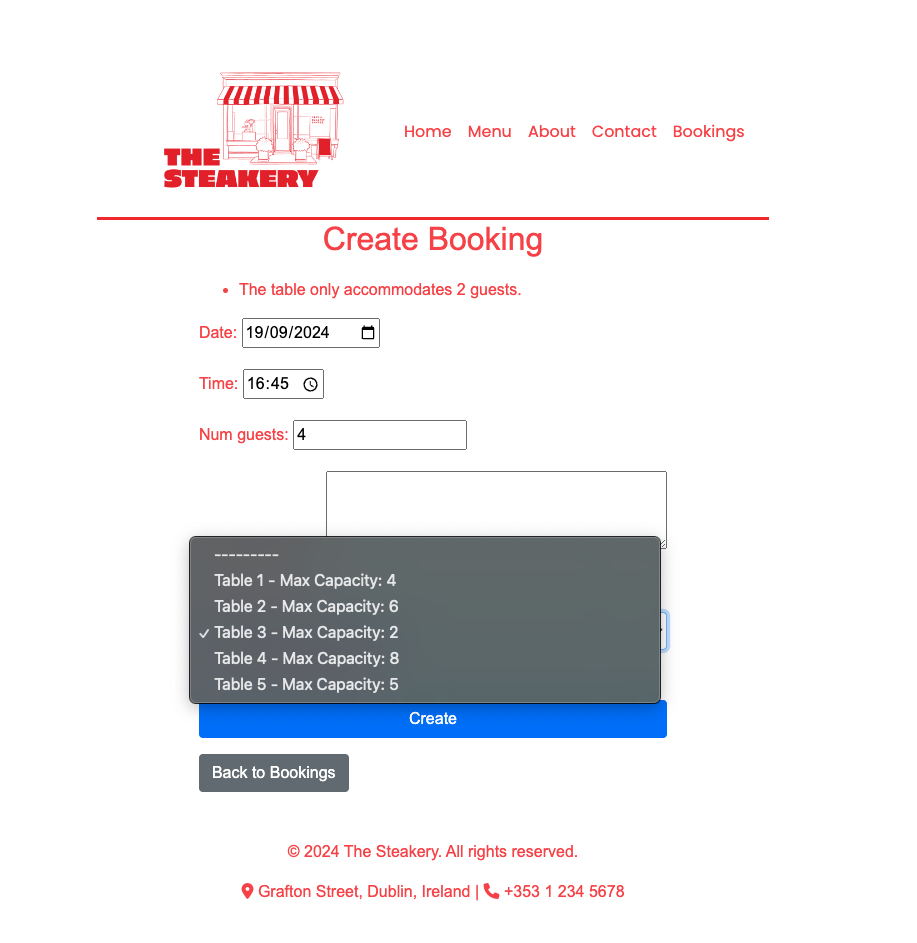 THE
STEAKERY
Home Menu About Contact Bookings
Create Booking
• The table only accommodates 2 guests.
Date: 19/09/2024
Time: 16:45
Num guests: 4
---------
Table 1 - Max Capacity: 4
Table 2 - Max Capacity: 6
✓ Table 3 - Max Capacity: 2
Table 4 - Max Capacity: 8
Table 5 - Max Capacity: 5
Create
Back to Bookings
© 2024 The Steakery. All rights reserved.
Grafton Street, Dublin, Ireland | +353 1 234 5678